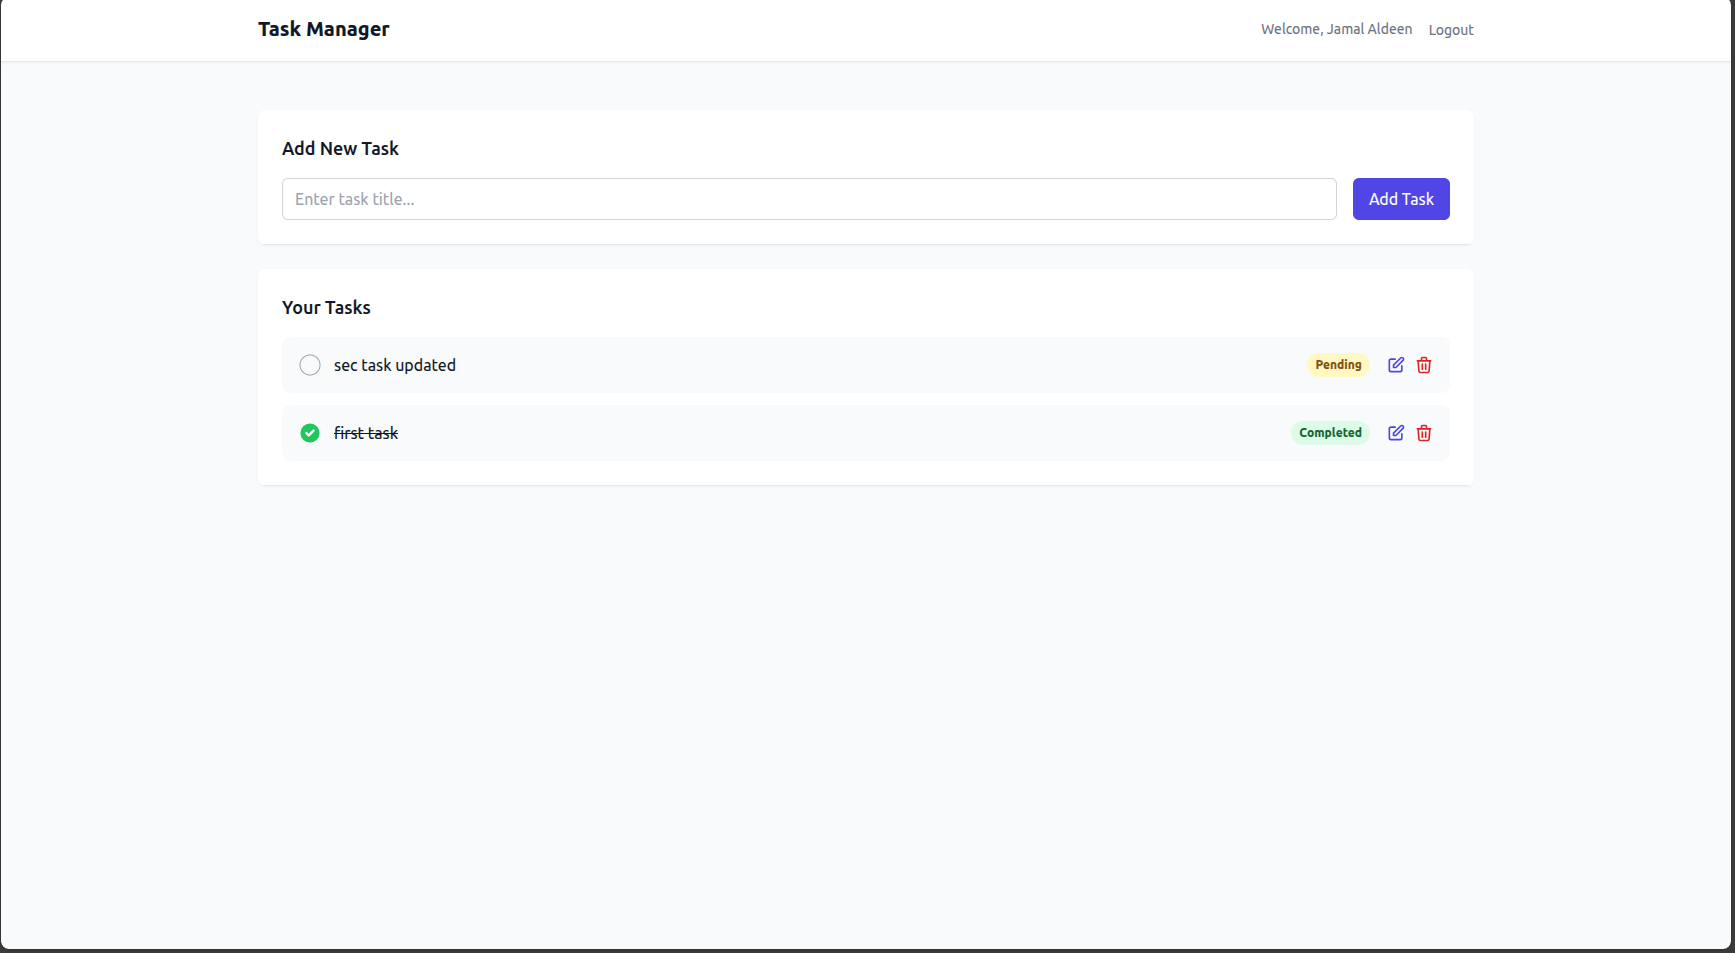 Task Manager
Welcome, Jamal Aldeen Logout
Add New Task
Enter task title...
Add Task
Your Tasks
sec task updated
Pending
first task
Completed